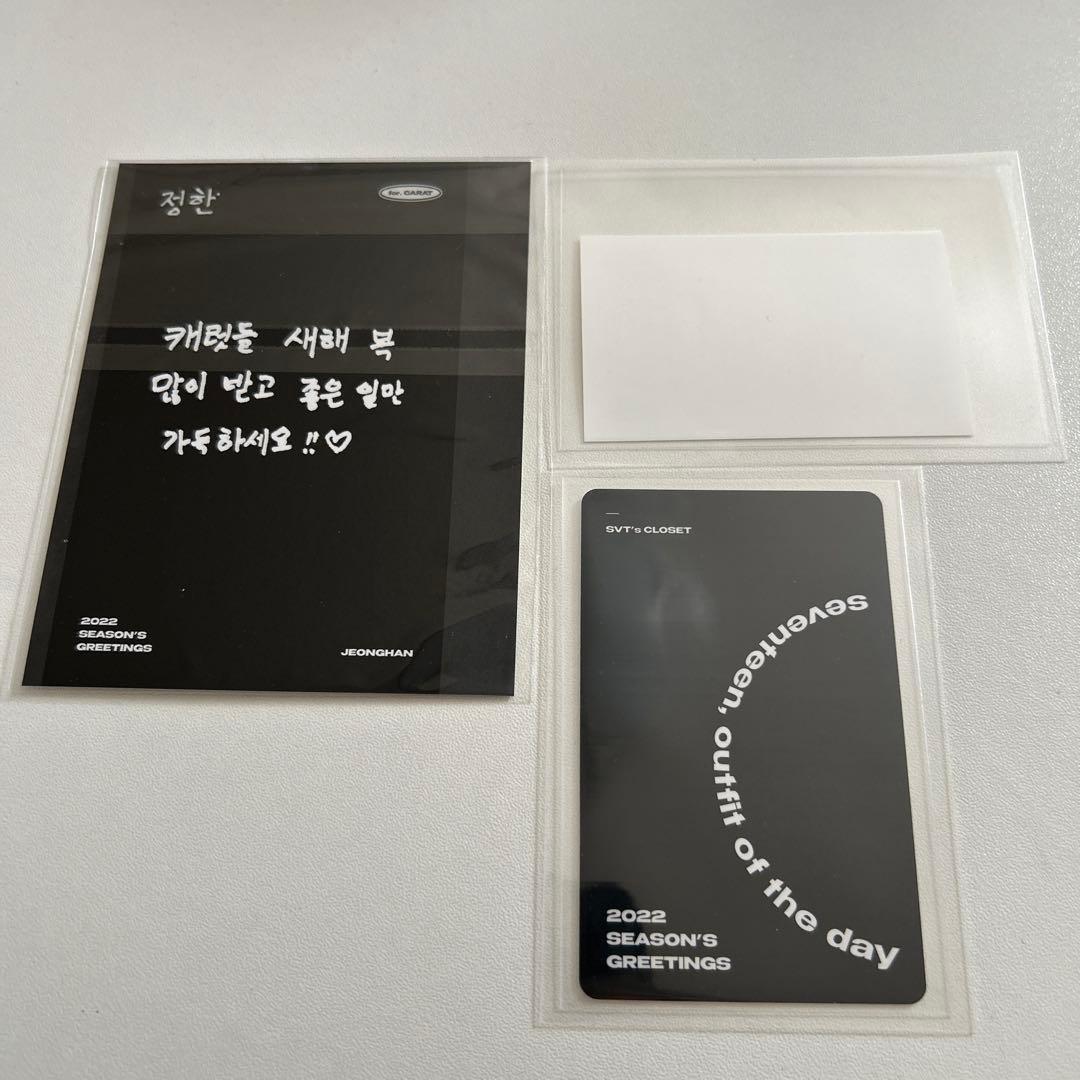 정한
for. CARAT
캐럿들 새해 복
많이 받고 좋은 일만
가득하세요!!♡
2022
SEASON'S
GREETINGS
JEONGHAN
SVT's CLOSET
seventeen, outfit of the day
2022
SEASON'S
GREETINGS